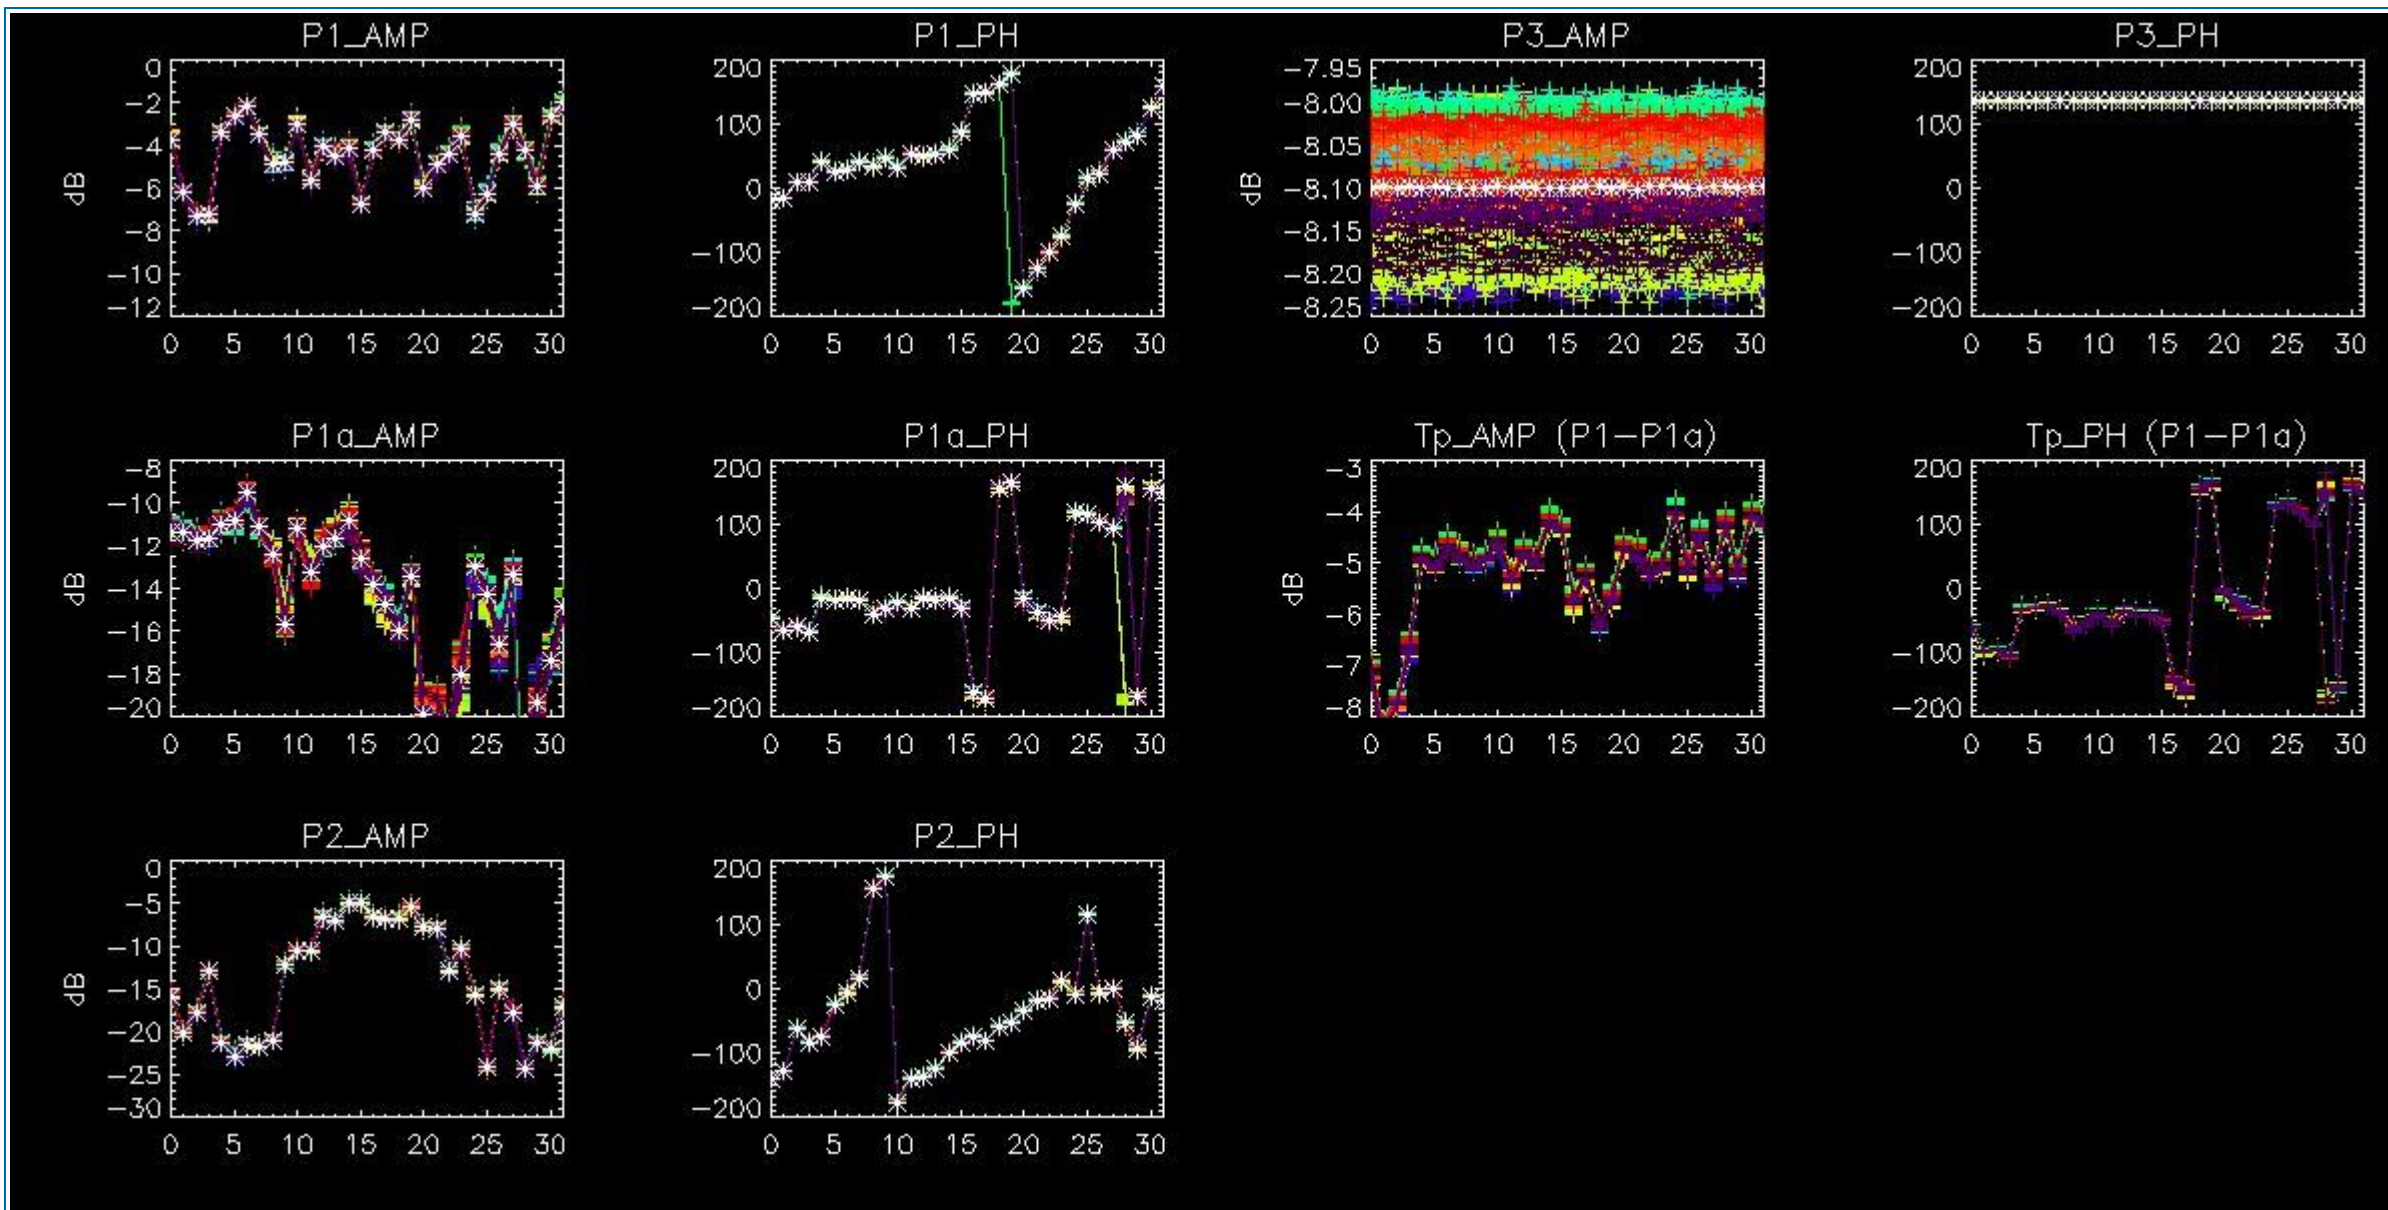 P1_AMP
0
−2
−4
−6
−8
−10
−12
dB
0 5 10 15 20 25 30
P1_PH
200
100
0
−100
−200
0 5 10 15 20 25 30
P3_AMP
−7.95
−8.00
−8.05
−8.10
−8.15
−8.20
−8.25
dB
0 5 10 15 20 25 30
P3_PH
200
100
0
−100
−200
0 5 10 15 20 25 30
P1a_AMP
−8
−10
−12
−14
−16
−18
−20
dB
0 5 10 15 20 25 30
P1a_PH
200
100
0
−100
−200
0 5 10 15 20 25 30
Tp_AMP (P1−P1a)
−3
−4
−5
−6
−7
−8
dB
0 5 10 15 20 25 30
Tp_PH (P1−P1a)
200
100
0
−100
−200
0 5 10 15 20 25 30
P2_AMP
0
−5
−10
−15
−20
−25
−30
dB
0 5 10 15 20 25 30
P2_PH
200
100
0
−100
−200
0 5 10 15 20 25 30